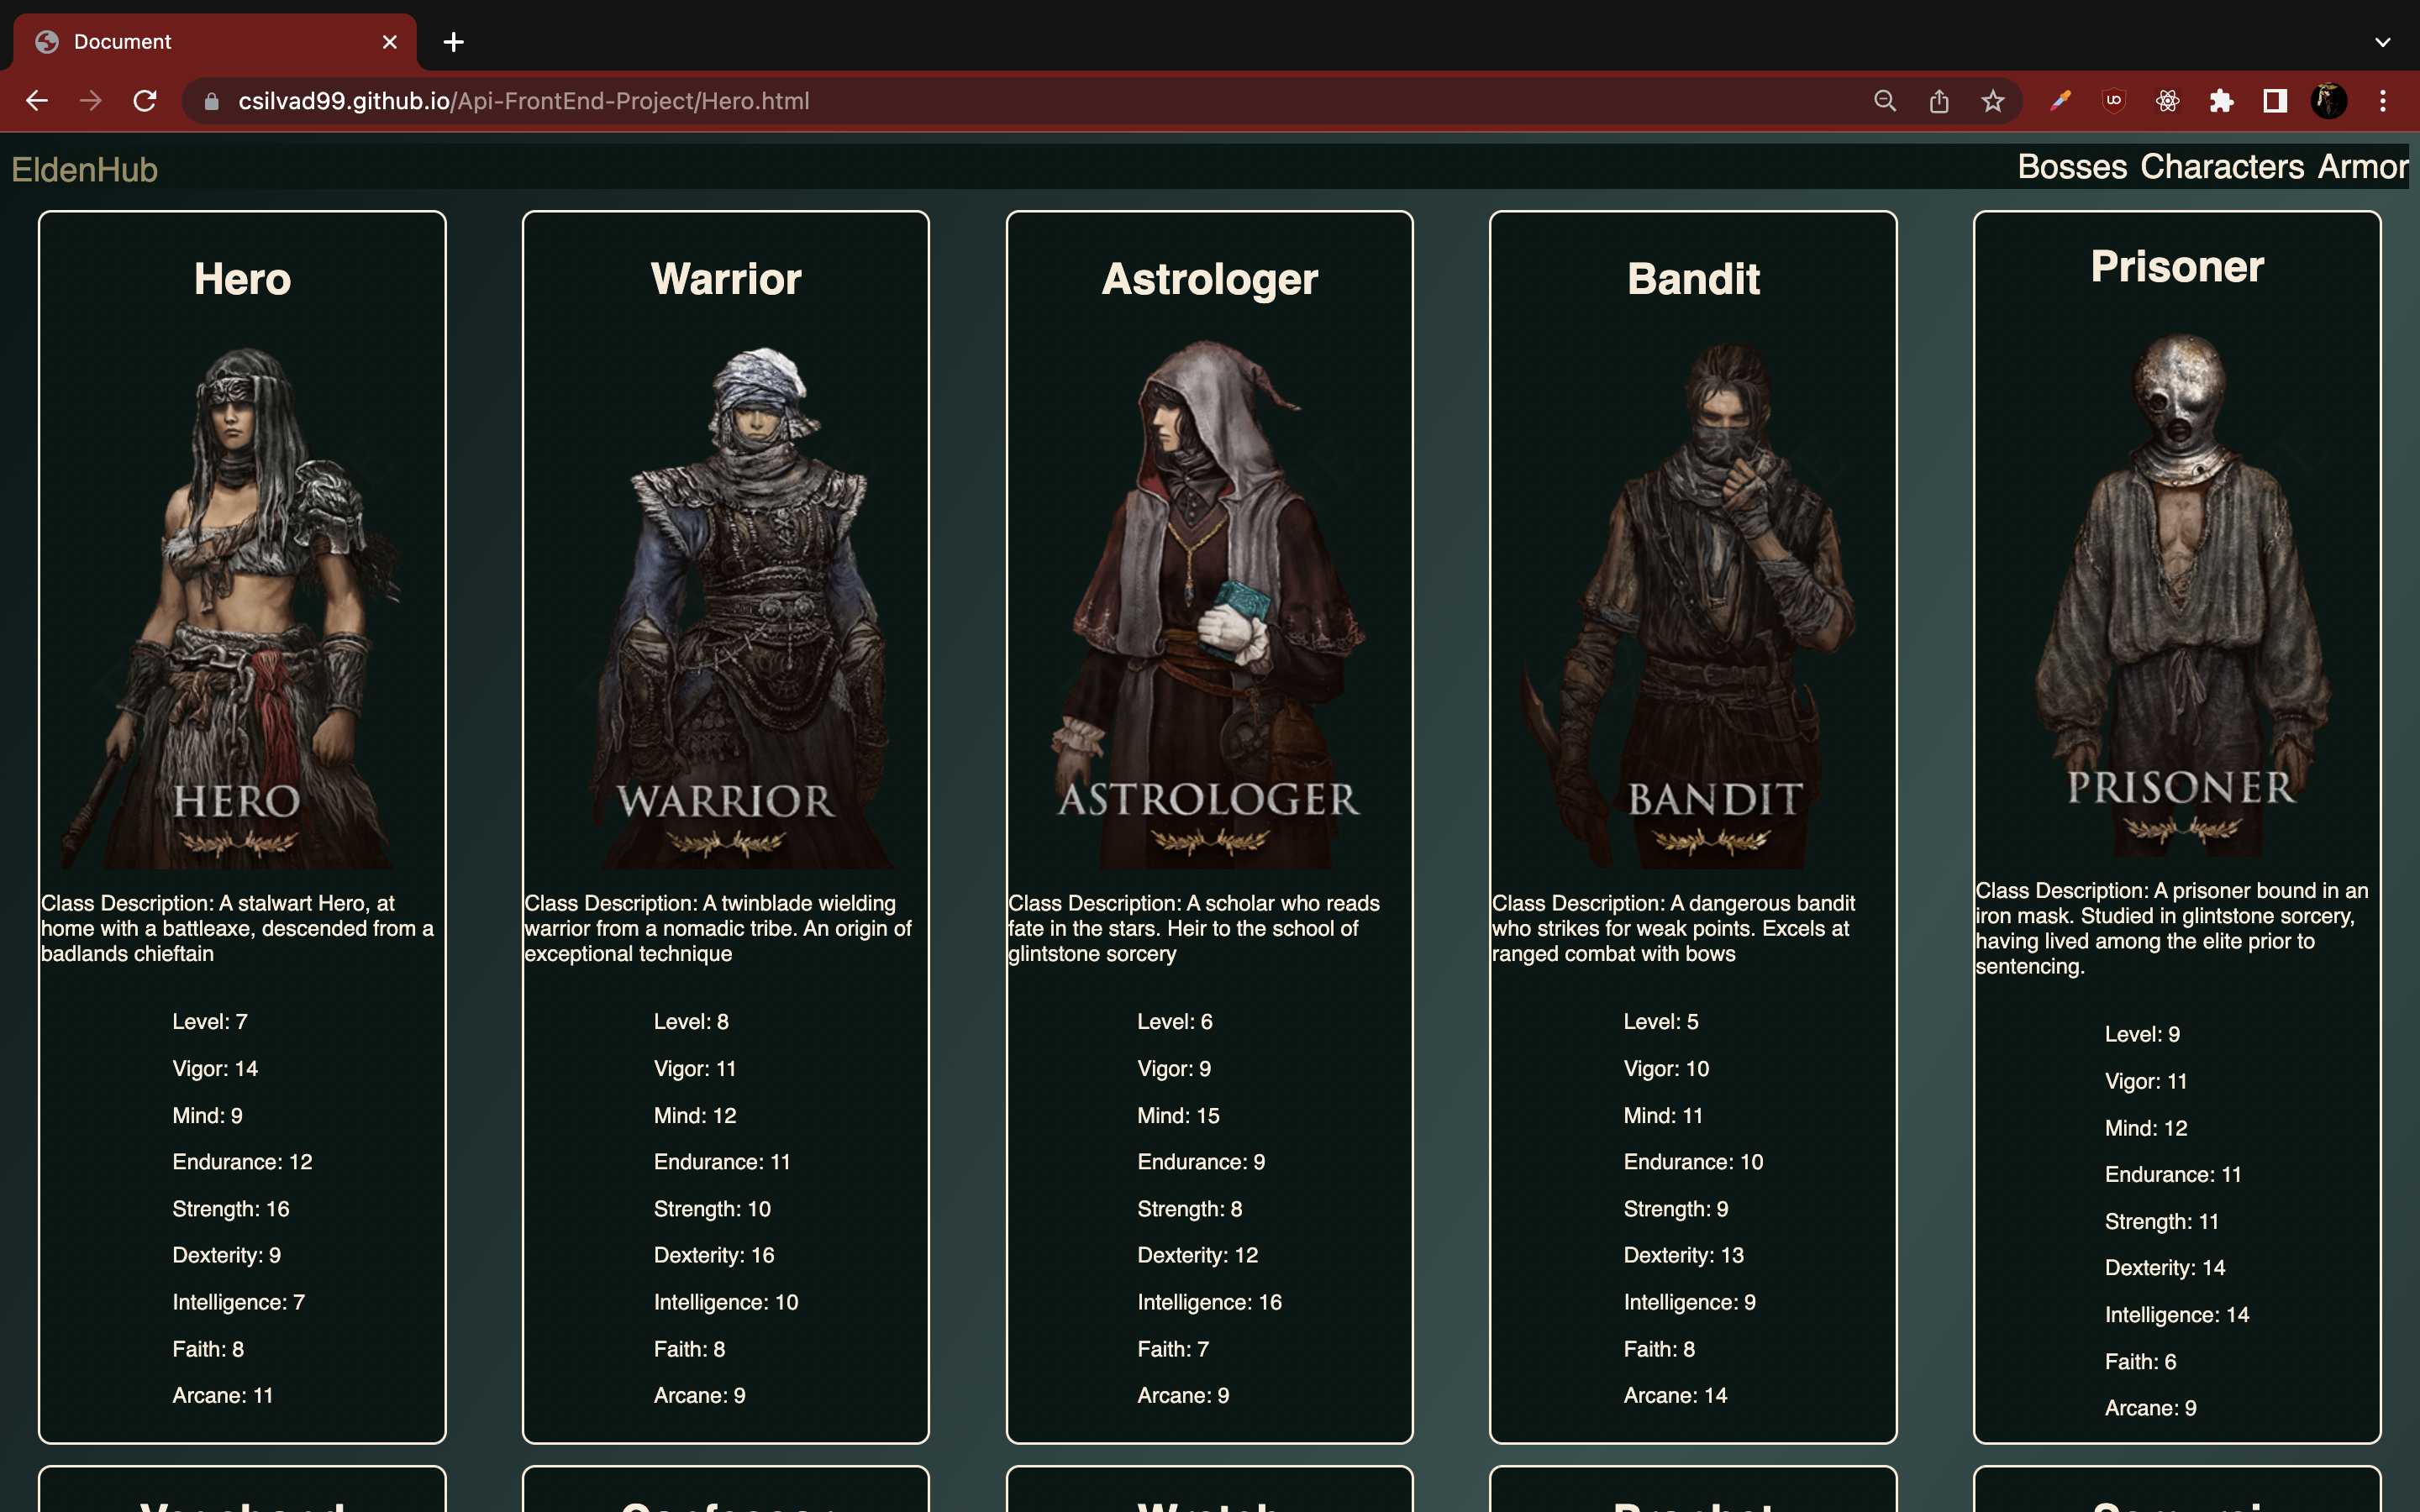 Document
csilvad99.github.io/Api-FrontEnd-Project/Hero.html
EldenHub
Bosses Characters Armor
Hero
HERO
Class Description: A stalwart Hero, at
home with a battleaxe, descended from a
badlands chieftain
Level: 7
Vigor: 14
Mind: 9
Endurance: 12
Strength: 16
Dexterity: 9
Intelligence: 7
Faith: 8
Arcane: 11
Warrior
WARRIOR
Class Description: A twinblade wielding
warrior from a nomadic tribe. An origin of
exceptional technique
Level: 8
Vigor: 11
Mind: 12
Endurance: 11
Strength: 10
Dexterity: 16
Intelligence: 10
Faith: 8
Arcane: 9
Astrologer
ASTROLOGER
Class Description: A scholar who reads
fate in the stars. Heir to the school of
glintstone sorcery
Level: 6
Vigor: 9
Mind: 15
Endurance: 9
Strength: 8
Dexterity: 12
Intelligence: 16
Faith: 7
Arcane: 9
Bandit
BANDIT
Class Description: A dangerous bandit
who strikes for weak points. Excels at
ranged combat with bows
Level: 5
Vigor: 10
Mind: 11
Endurance: 10
Strength: 9
Dexterity: 13
Intelligence: 9
Faith: 8
Arcane: 14
Prisoner
PRISONER
Class Description: A prisoner bound in an
iron mask. Studied in glintstone sorcery,
having lived among the elite prior to
sentencing.
Level: 9
Vigor: 11
Mind: 12
Endurance: 11
Strength: 11
Dexterity: 14
Intelligence: 14
Faith: 6
Arcane: 9